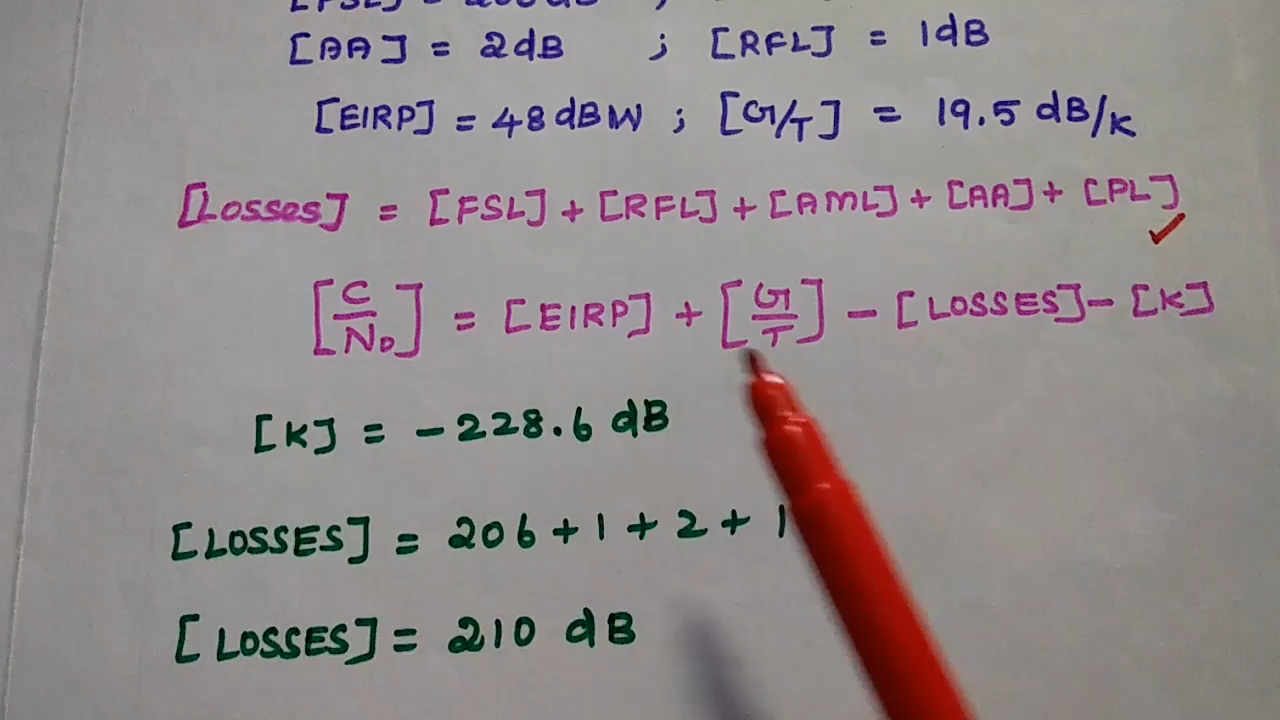 [AA] = 2dB ; [RFL] = 1dB
[EIRP] = 48 dBW ; [G/T] = 19.5 dB/K
[Losses] = [FSL] + [RFL] + [AML] + [AA] + [PL]
[C/No] = [EIRP] + [G/T] - [LOSSES] - [K]
[K] = -228.6 dB
[LOSSES] = 206 + 1 + 2 + 1
[LOSSES] = 210 dB